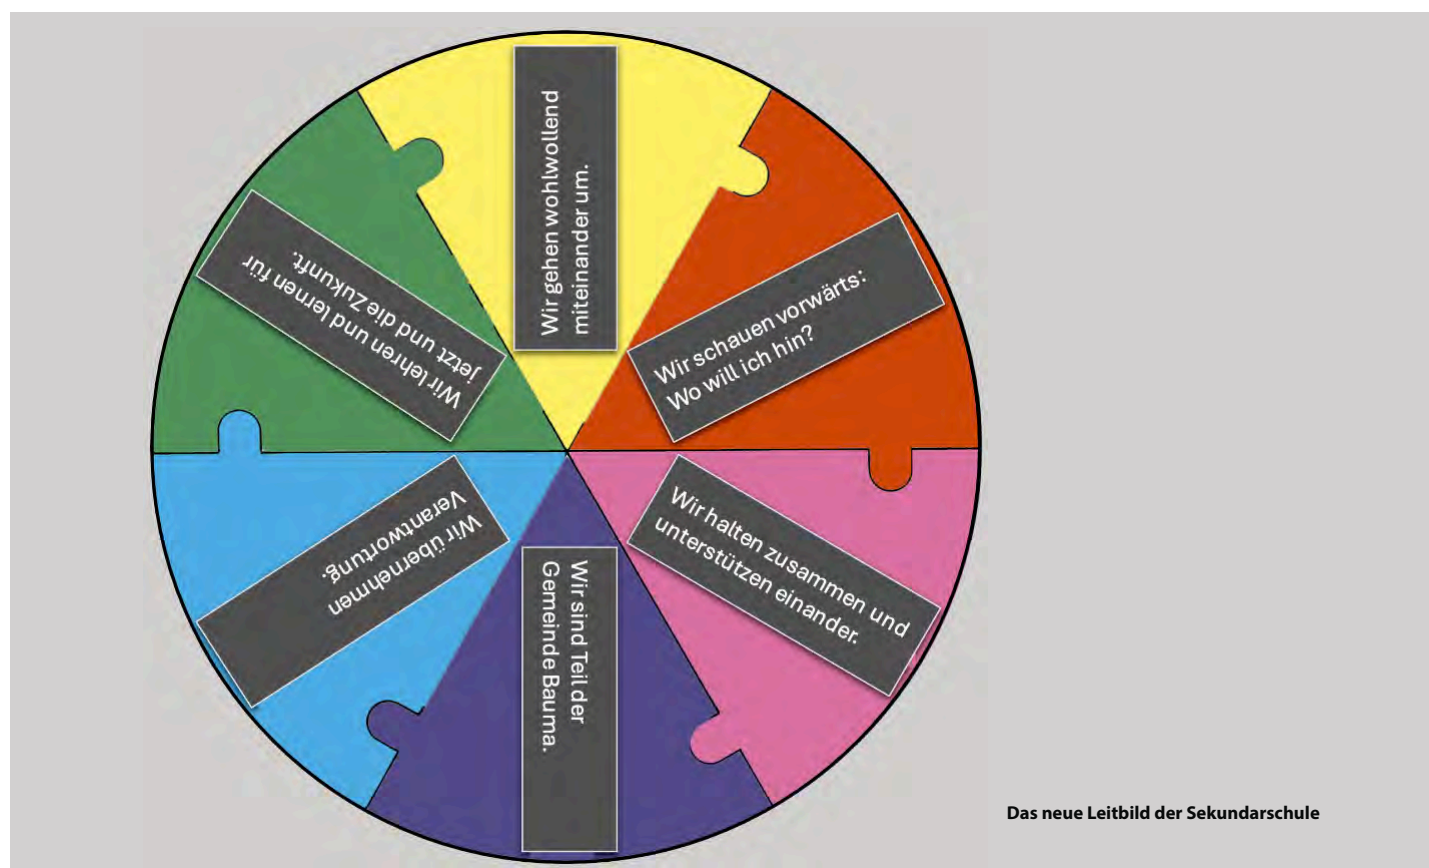 Wir gehen wohlwollend
miteinander um.
Wir schauen vorwärts:
Wo will ich hin?
Wir halten zusammen und
unterstützen einander.
Wir sind Teil der
Gemeinde Bauma.
Wir übernehmen
Verantwortung.
Wir lehren und lernen für
jetzt und die Zukunft.
Das neue Leitbild der Sekundarschule